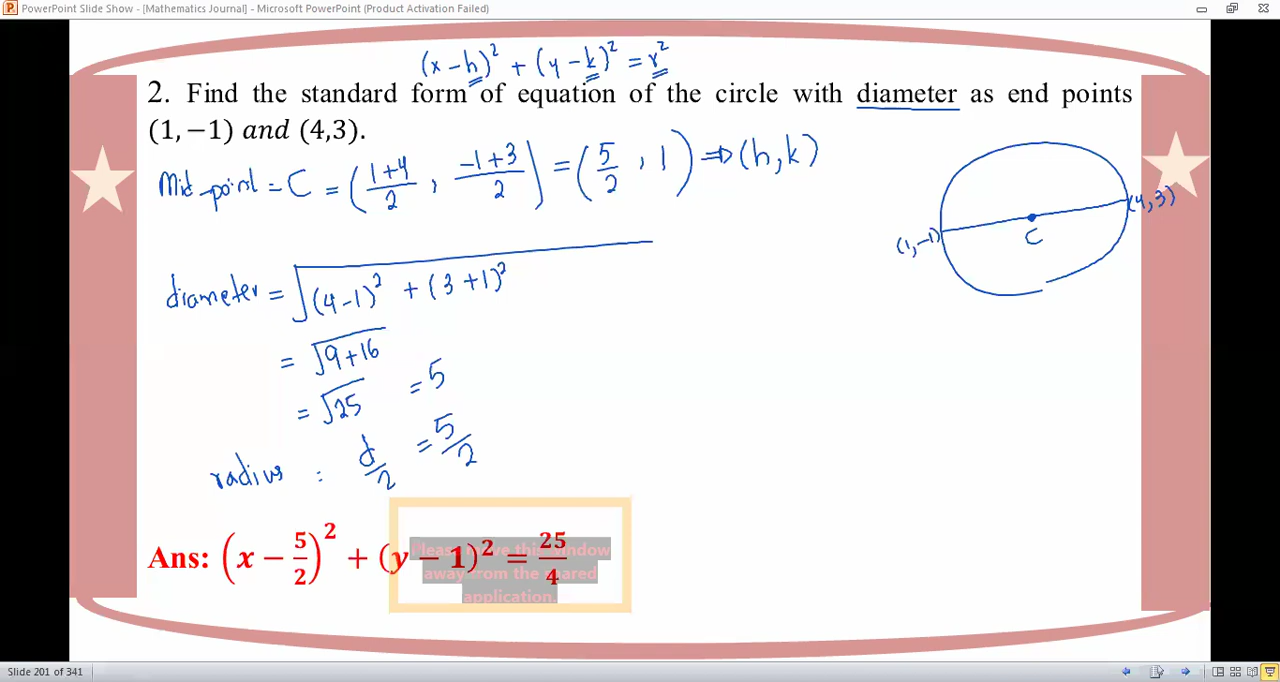 PowerPoint Slide Show - [Mathematics Journal] - Microsoft PowerPoint (Product Activation Failed)
(x-h)² + (y-k)² = r²
2. Find the standard form of equation of the circle with diameter as end points
(1, −1) and (4,3).
Mid-point = C = ((1+4)/2 , (-1+3)/2) = (5/2 , 1) ⇒ (h, k)
(4, 3)
(1, -1)
C
diameter = √((4-1)² + (3+1)²)
= √(9+16)
= √25 = 5
radius : d/2 = 5/2
Ans: (x − 5/2)² + (y − 1)² = 25/4
Please move this window
away from the shared
application.
Slide 201 of 341